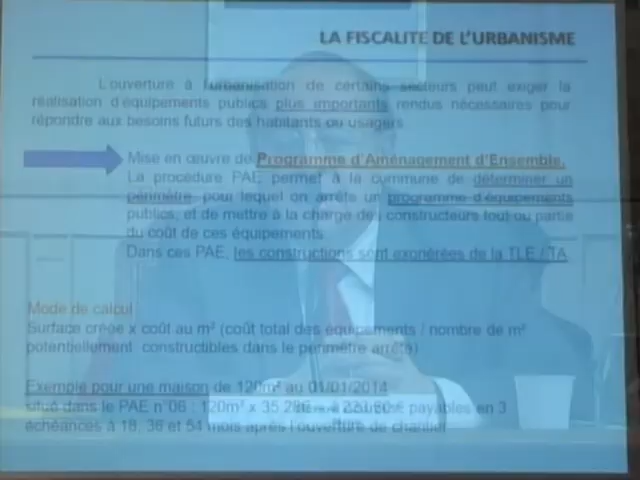 LA FISCALITE DE L'URBANISME
L'ouverture à l'urbanisation de certains secteurs peut exiger la
réalisation d'équipements publics plus importants rendus nécessaires pour
répondre aux besoins futurs des habitants ou usagers
Mise en œuvre de Programme d'Aménagement d'Ensemble.
La procédure PAE permet à la commune de déterminer un
périmètre pour lequel on arrête un programme d'équipements
publics, et de mettre à la charge des constructeurs tout ou partie
du coût de ces équipements.
Dans ces PAE, les constructions sont exonérées de la TLE / TA
Mode de calcul
Surface créée x coût au m² (coût total des équipements / nombre de m²
potentiellement constructibles dans le périmètre arrêté)
Exemple pour une maison de 120m² au 01/01/2014
situé dans le PAE n°06 : 120m² x 35.28€ payables en 3
échéances à 18, 36 et 54 mois après l'ouverture de chantier